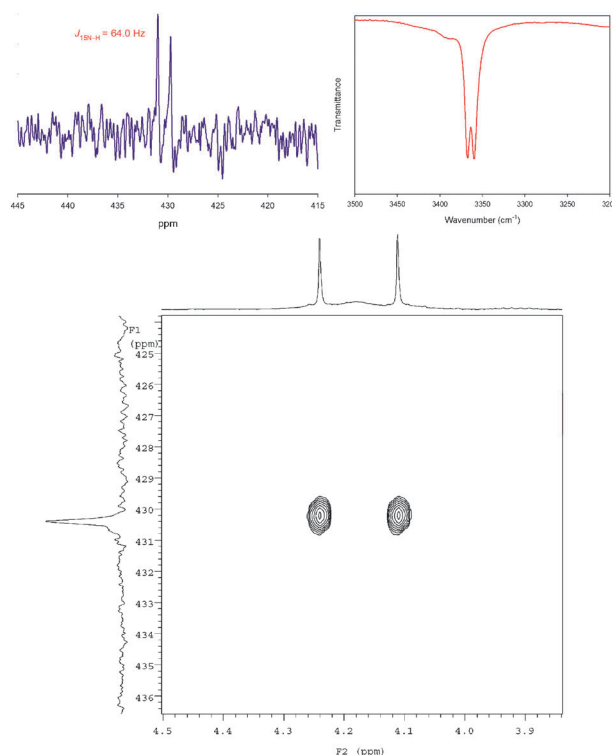 J15N–H = 64.0 Hz
445 440 435 430 425 420 415
ppm
Transmittance
3500 3450 3400 3350 3300 3250 320
Wavenumber (cm-1)
F1
(ppm)
425
426
427
428
429
430
431
432
433
434
435
436
4.5 4.4 4.3 4.2 4.1 4.0 3.9
F2 (ppm)